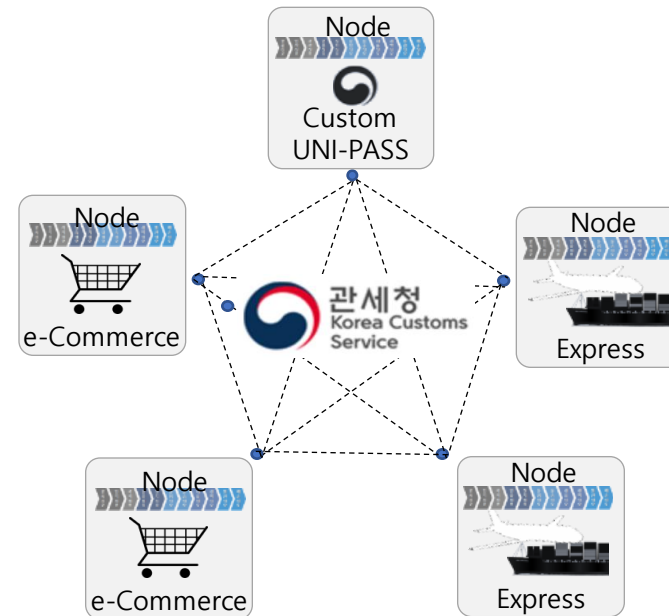 Node
Custom
UNI-PASS
Node
e-Commerce
Node
Express
관세청
Korea Customs
Service
Node
e-Commerce
Node
Express